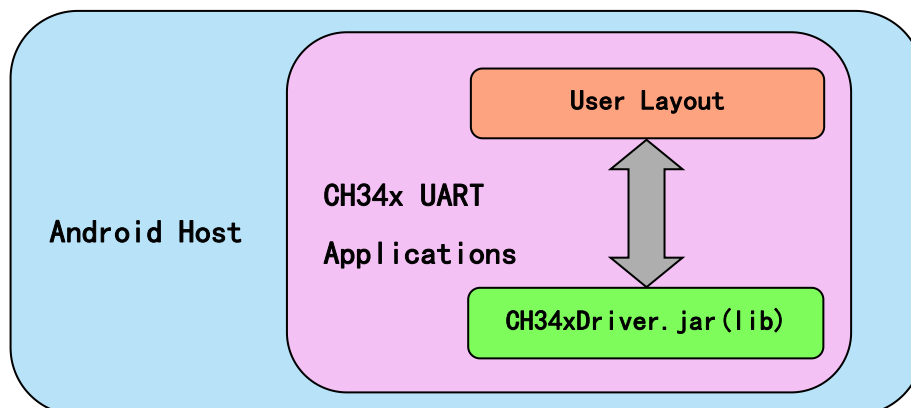 User Layout
CH34x UART
Applications
Android Host
CH34xDriver.jar(lib)